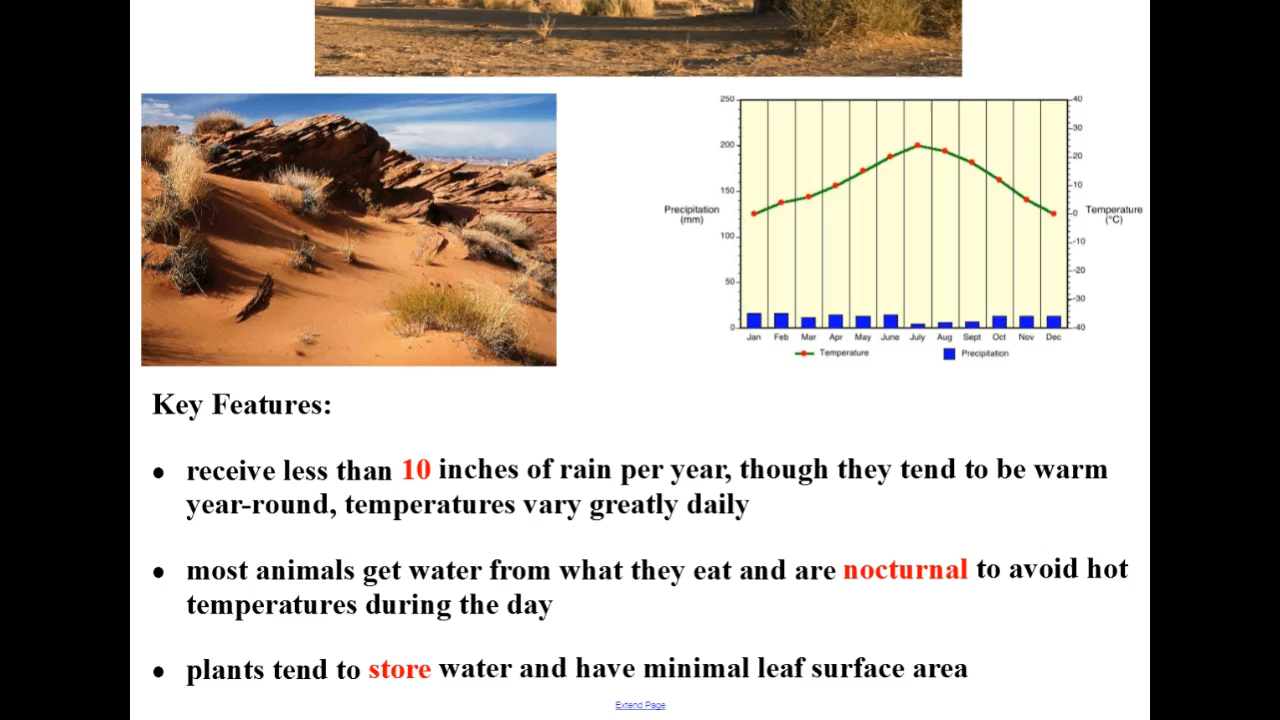 250
200
150
100
50
0
Precipitation
(mm)
40
30
20
10
0
-10
-20
-30
-40
Temperature
(°C)
Jan Feb Mar Apr May June July Aug Sept Oct Nov Dec
Temperature Precipitation
Key Features:
• receive less than 10 inches of rain per year, though they tend to be warm
year-round, temperatures vary greatly daily
• most animals get water from what they eat and are nocturnal to avoid hot
temperatures during the day
• plants tend to store water and have minimal leaf surface area
Extend Page